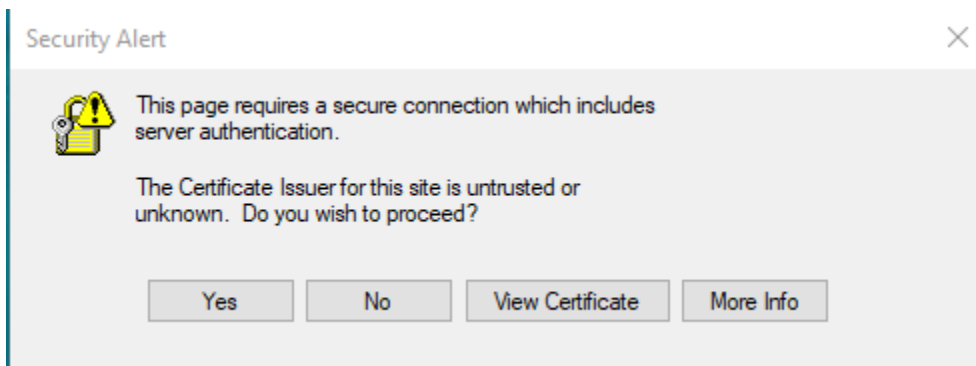 Security Alert
This page requires a secure connection which includes
server authentication.
The Certificate Issuer for this site is untrusted or
unknown.  Do you wish to proceed?
Yes
No
View Certificate
More Info